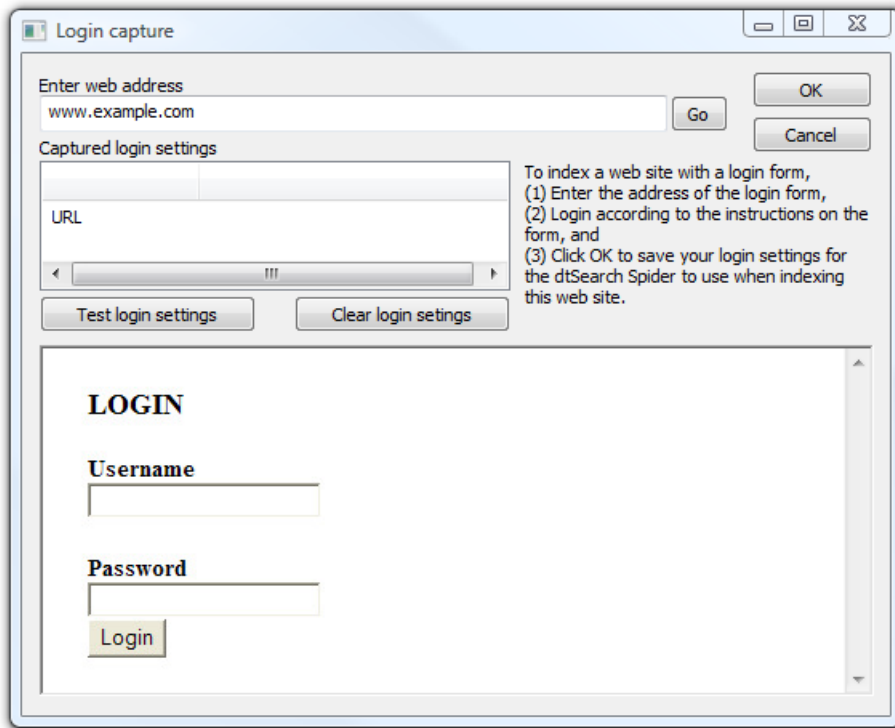 Login capture
Enter web address
www.example.com
Go
OK
Cancel
Captured login settings
URL
To index a web site with a login form,
(1) Enter the address of the login form,
(2) Login according to the instructions on the
form, and
(3) Click OK to save your login settings for
the dtSearch Spider to use when indexing
this web site.
Test login settings
Clear login setings
LOGIN
Username
Password
Login